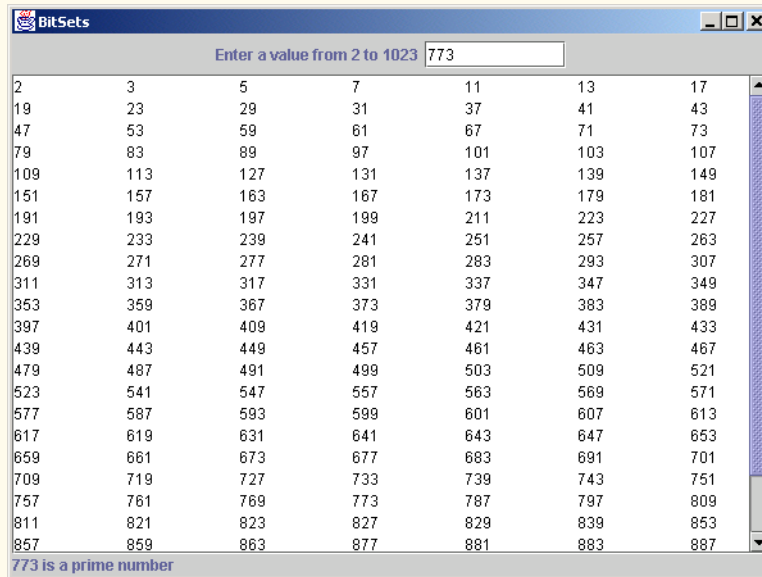 BitSets
Enter a value from 2 to 1023 773
2 3 5 7 11 13 17
19 23 29 31 37 41 43
47 53 59 61 67 71 73
79 83 89 97 101 103 107
109 113 127 131 137 139 149
151 157 163 167 173 179 181
191 193 197 199 211 223 227
229 233 239 241 251 257 263
269 271 277 281 283 293 307
311 313 317 331 337 347 349
353 359 367 373 379 383 389
397 401 409 419 421 431 433
439 443 449 457 461 463 467
479 487 491 499 503 509 521
523 541 547 557 563 569 571
577 587 593 599 601 607 613
617 619 631 641 643 647 653
659 661 673 677 683 691 701
709 719 727 733 739 743 751
757 761 769 773 787 797 809
811 821 823 827 829 839 853
857 859 863 877 881 883 887
773 is a prime number